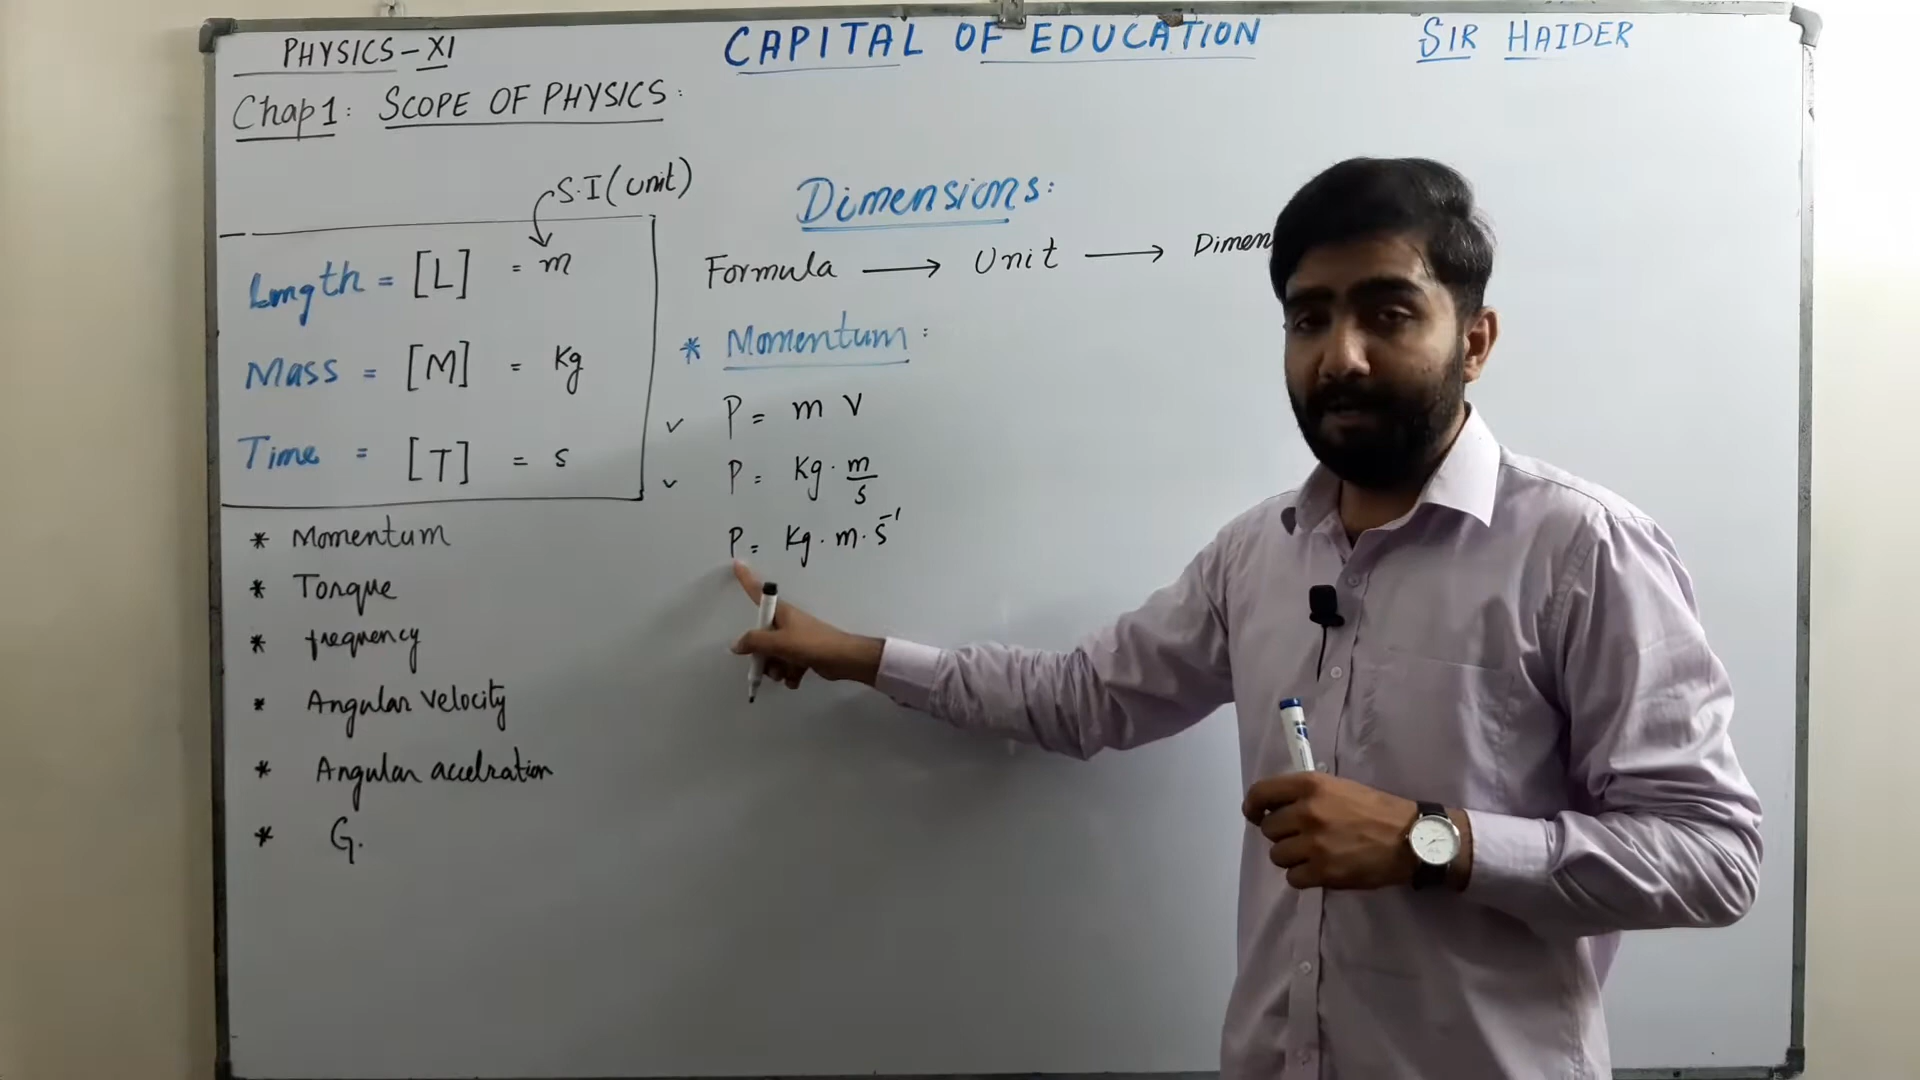 PHYSICS-XI
CAPITAL OF EDUCATION
SIR HAIDER
Chap1: SCOPE OF PHYSICS:
S.I(unit)
Length = [L] = m
Mass = [M] = Kg
Time = [T] = s
* Momentum
* Torque
* frequency
* Angular velocity
* Angular accelration
* G.
Dimensions:
Formula → Unit → Dimen
* Momentum:
✓ P = m v
✓ P = Kg · m/s
P = Kg · m · s⁻¹